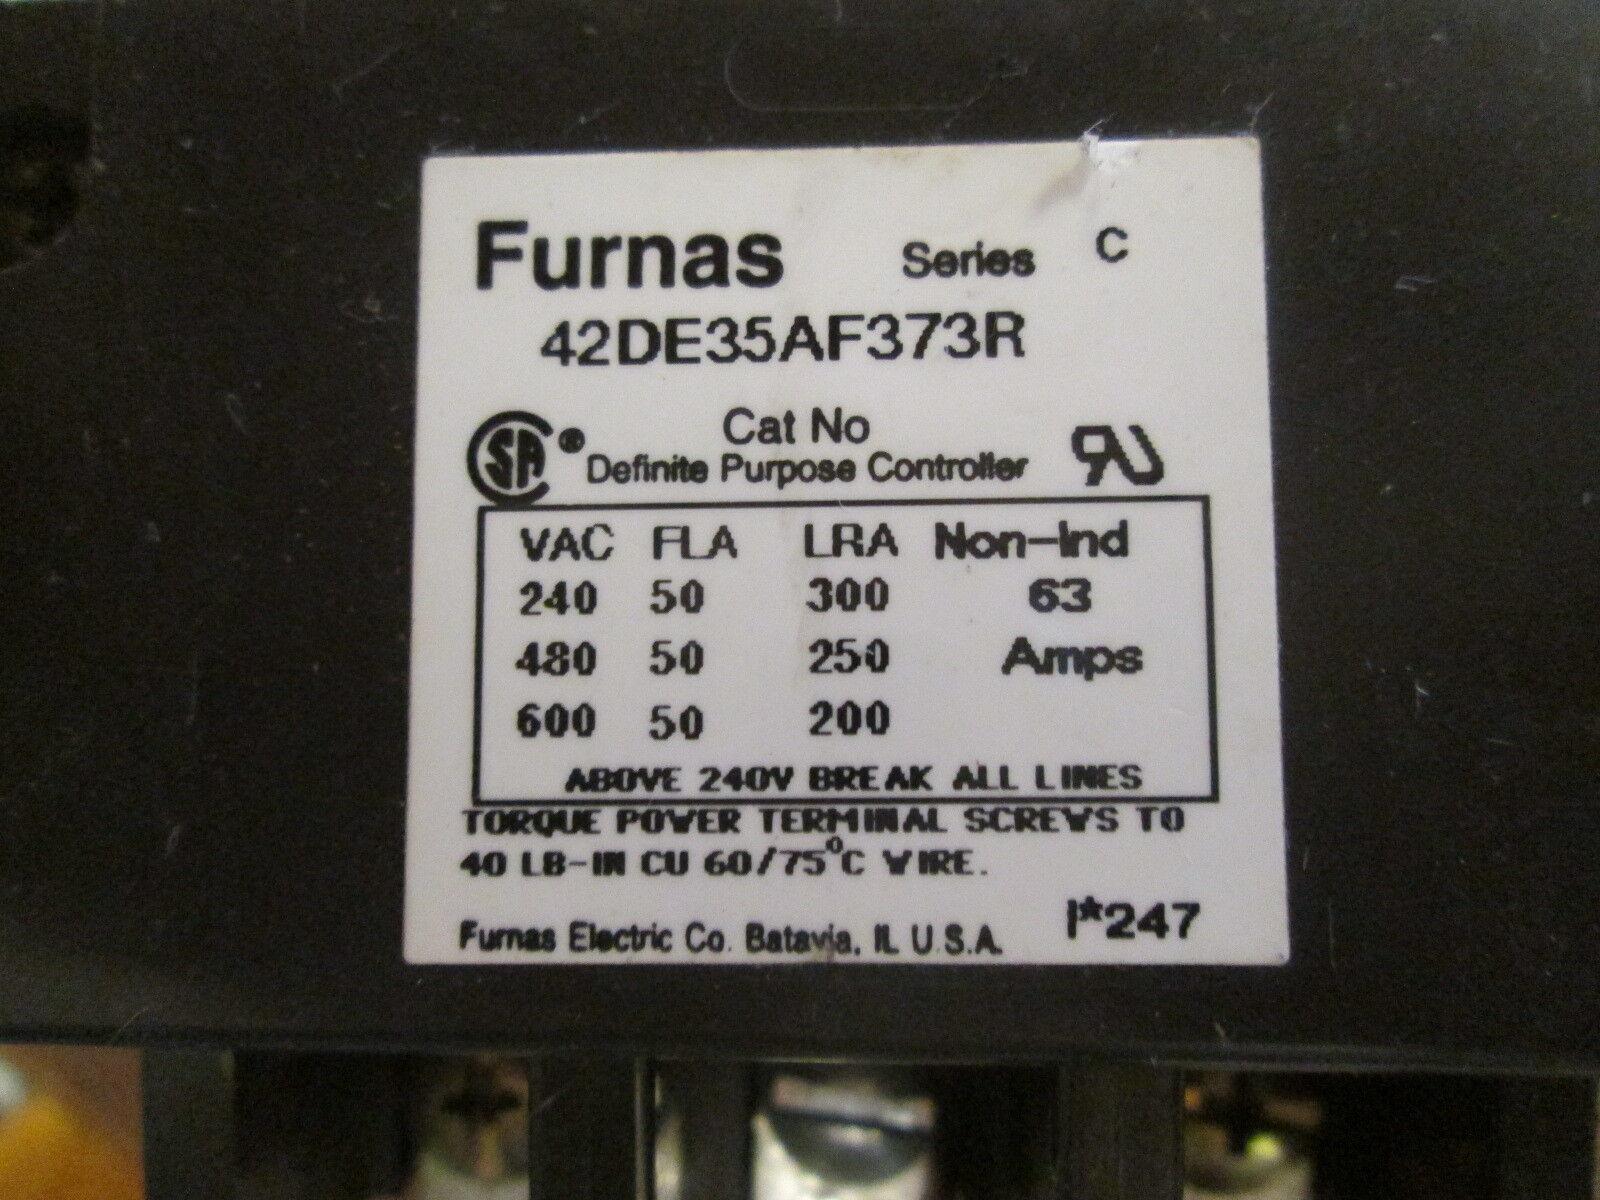 Furnas Series C
42DE35AF373R
Cat No
SA ® Definite Purpose Controller RU
VAC FLA LRA Non-Ind
240 50 300 63
480 50 250 Amps
600 50 200
ABOVE 240V BREAK ALL LINES
TORQUE POWER TERMINAL SCREWS TO
40 LB-IN CU 60/75°C WIRE.
Furnas Electric Co. Batavia, IL U.S.A. I*247